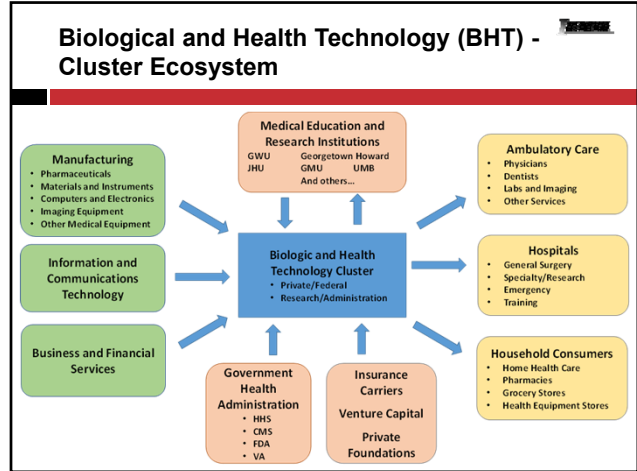 Biological and Health Technology (BHT) -
Cluster Ecosystem
Medical Education and
Research Institutions
GWU Georgetown Howard
JHU GMU UMB
And others…
Manufacturing
• Pharmaceuticals
• Materials and Instruments
• Computers and Electronics
• Imaging Equipment
• Other Medical Equipment
Information and
Communications
Technology
Business and Financial
Services
Biologic and Health
Technology Cluster
• Private/Federal
• Research/Administration
Ambulatory Care
• Physicians
• Dentists
• Labs and Imaging
• Other Services
Hospitals
• General Surgery
• Specialty/Research
• Emergency
• Training
Household Consumers
• Home Health Care
• Pharmacies
• Grocery Stores
• Health Equipment Stores
Government
Health
Administration
• HHS
• CMS
• FDA
• VA
Insurance
Carriers
Venture Capital
Private
Foundations